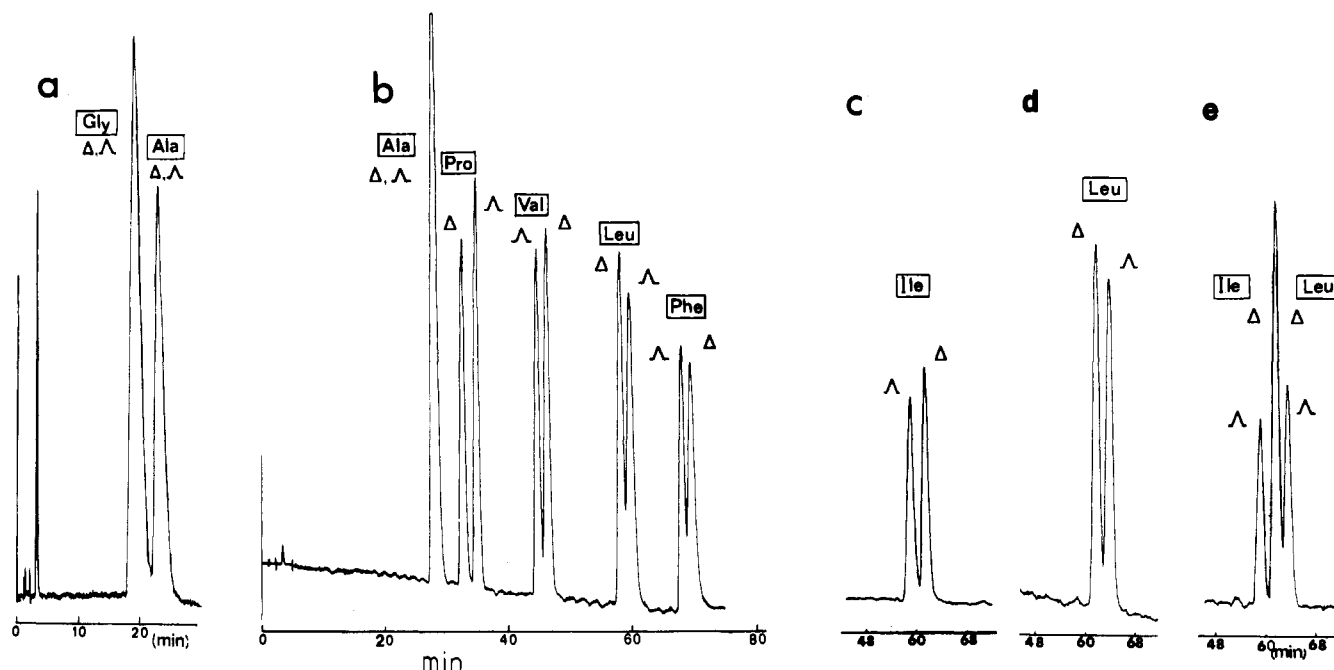 a
Gly
Δ,Λ
Ala
Δ,Λ
0 10 20
(min)
b
Ala
Δ,Λ
Pro
Δ
Λ
Val
Λ
Δ
Leu
Δ
Λ
Phe
Λ
Δ
0 20 40 60 80
min
c
Ile
Λ
Δ
48 60 68
d
Leu
Δ
Λ
48 60 68
e
Ile
Δ
Leu
Δ
Λ
Λ
48 60 68
(min)